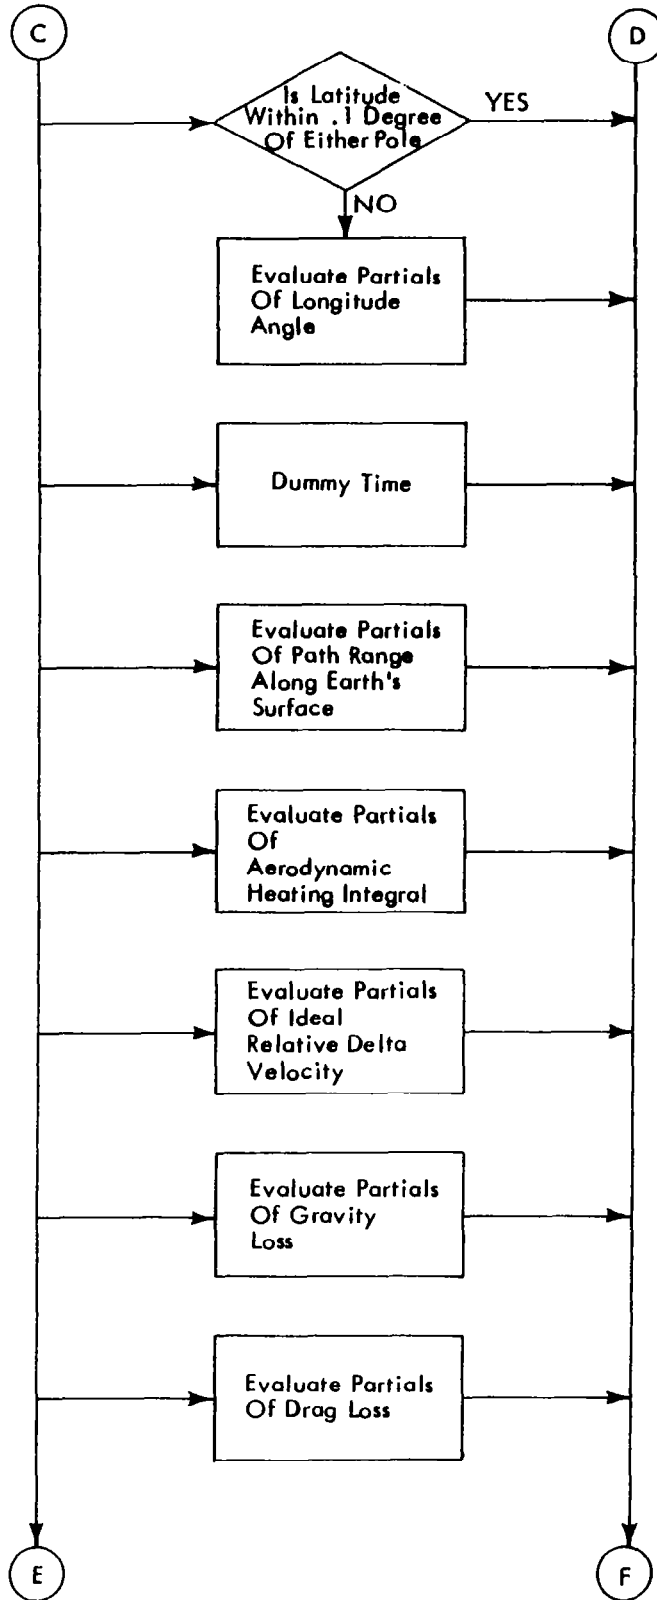 C
D
Is Latitude
Within .1 Degree
Of Either Pole
YES
NO
Evaluate Partials
Of Longitude
Angle
Dummy Time
Evaluate Partials
Of Path Range
Along Earth's
Surface
Evaluate Partials
Of
Aerodynamic
Heating Integral
Evaluate Partials
Of Ideal
Relative Delta
Velocity
Evaluate Partials
Of Gravity
Loss
Evaluate Partials
Of Drag Loss
E
F